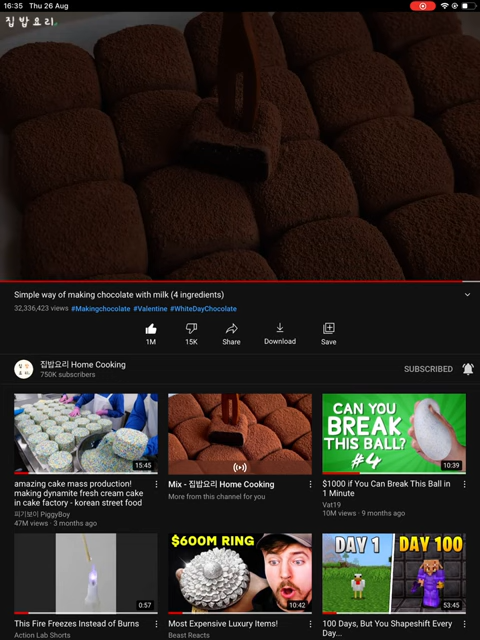 16:35 Thu 26 Aug
집밥요리
Simple way of making chocolate with milk (4 ingredients)
32,336,423 views #Makingchocolate #Valentine #WhiteDayChocolate
1M 15K Share Download Save
집밥요리 Home Cooking
750K subscribers
SUBSCRIBED
15:45
amazing cake mass production!
making dynamite fresh cream cake
in cake factory - korean street food
피기보이 PiggyBoy
47M views · 3 months ago
Mix - 집밥요리 Home Cooking
More from this channel for you
CAN YOU
BREAK
THIS BALL?
#4
10:39
$1000 if You Can Break This Ball in
1 Minute
Vat19
10M views · 9 months ago
0:57
This Fire Freezes Instead of Burns
Action Lab Shorts
$600M RING
10:42
Most Expensive Luxury Items!
Beast Reacts
DAY 1 DAY 100
53:45
100 Days, But You Shapeshift Every
Day...